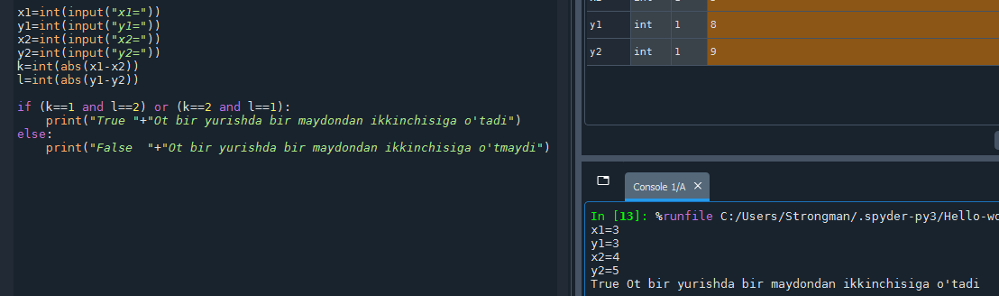 x1=int(input("x1="))
y1=int(input("y1="))
x2=int(input("x2="))
y2=int(input("y2="))
k=int(abs(x1-x2))
l=int(abs(y1-y2))
if (k==1 and l==2) or (k==2 and l==1):
    print("True "+"Ot bir yurishda bir maydondan ikkinchisiga o'tadi")
else:
    print("False  "+"Ot bir yurishda bir maydondan ikkinchisiga o'tmaydi")
y1 int 1 8
y2 int 1 9
Console 1/A
In [13]: %runfile C:/Users/Strongman/.spyder-py3/Hello-wo
x1=3
y1=3
x2=4
y2=5
True Ot bir yurishda bir maydondan ikkinchisiga o'tadi